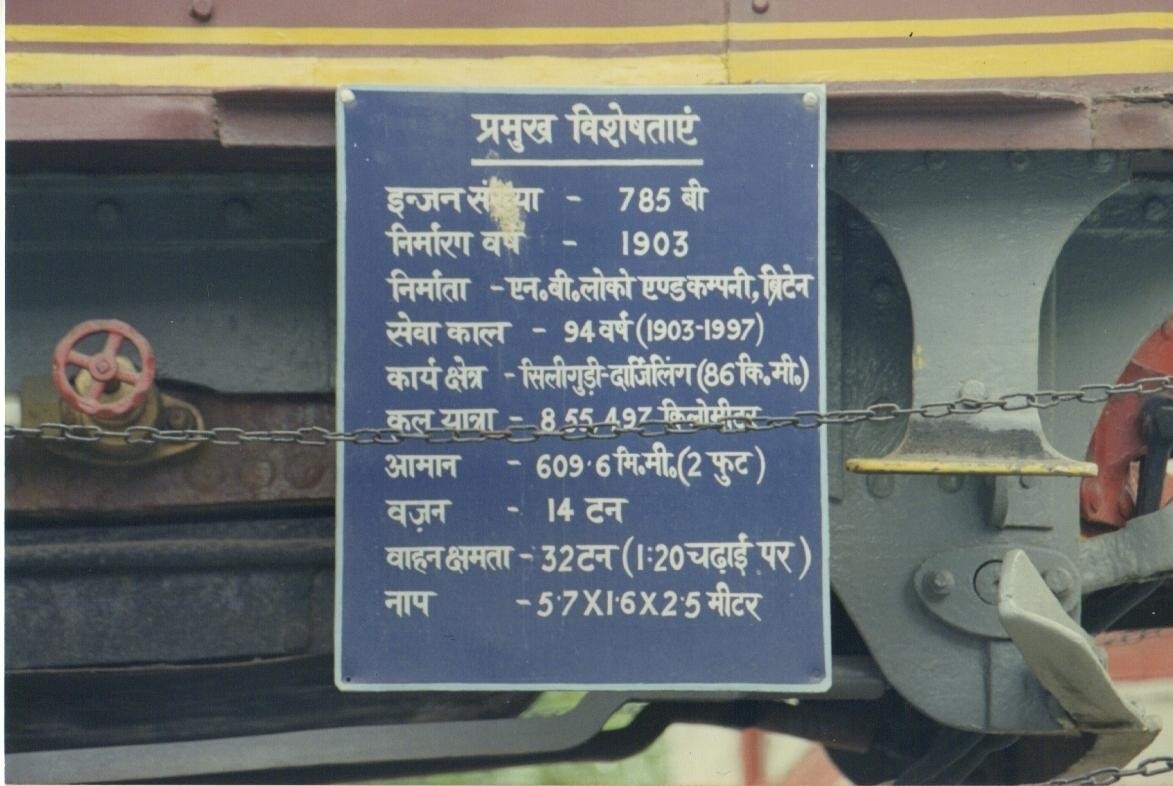 प्रमुख विशेषताएं
इन्जन संख्या - 785 बी
निर्माण वर्ष - 1903
निर्माता - एन०बी०लोको एण्ड कम्पनी, ब्रिटेन
सेवा काल - 94 वर्ष (1903-1997)
कार्य क्षेत्र - सिलीगुड़ी-दार्जिलिंग (86 कि.मी.)
कुल यात्रा - 8,55,497 किलोमीटर
आमान - 609.6 मि.मी.(2 फुट)
वज़न - 14 टन
वाहन क्षमता - 32 टन (1:20 चढ़ाई पर)
नाप - 5.7X1.6X2.5 मीटर